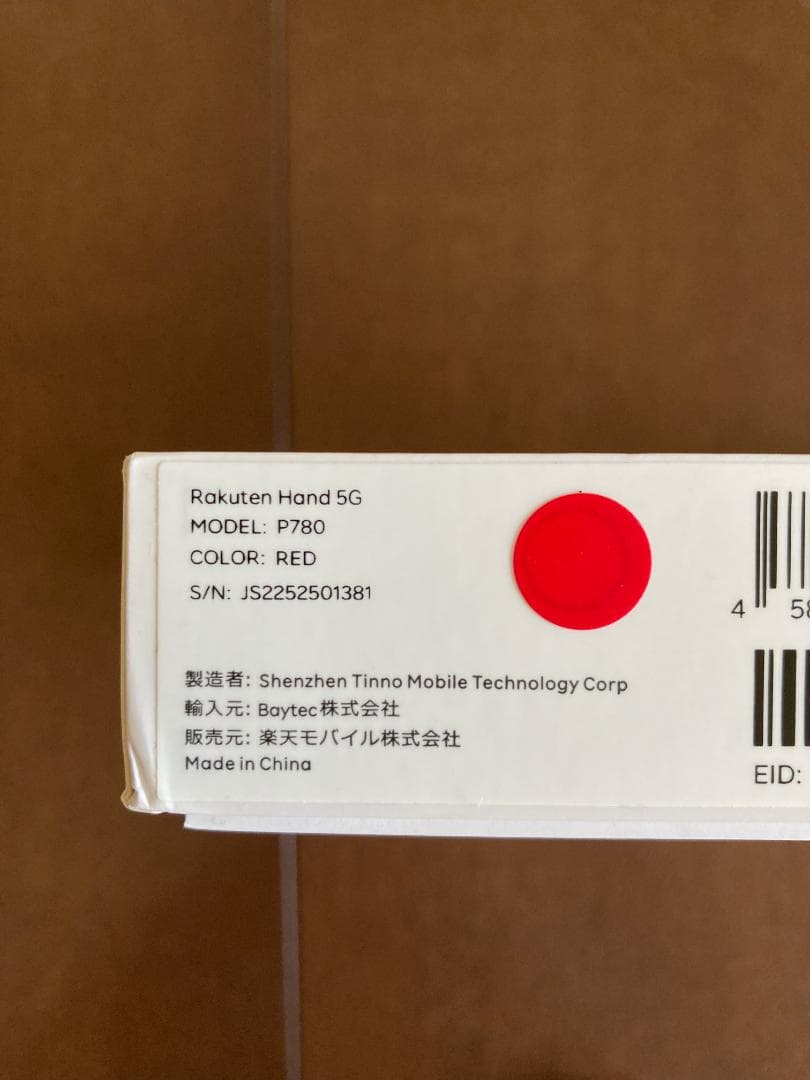 Rakuten Hand 5G
MODEL: P780
COLOR: RED
S/N: JS2252501381
製造者: Shenzhen Tinno Mobile Technology Corp
輸入元: Baytec株式会社
販売元: 楽天モバイル株式会社
Made in China
4 58
EID: